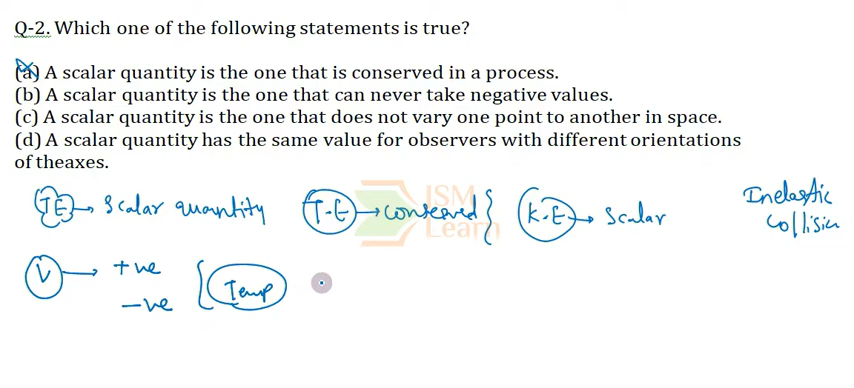 Q-2. Which one of the following statements is true?
(a) A scalar quantity is the one that is conserved in a process.
(b) A scalar quantity is the one that can never take negative values.
(c) A scalar quantity is the one that does not vary one point to another in space.
(d) A scalar quantity has the same value for observers with different orientations
of theaxes.
T.E → Scalar quantity T.E → conserved K.E → Scalar Inelastic
Collision
ISM
Learn
V → +ve
-ve Temp